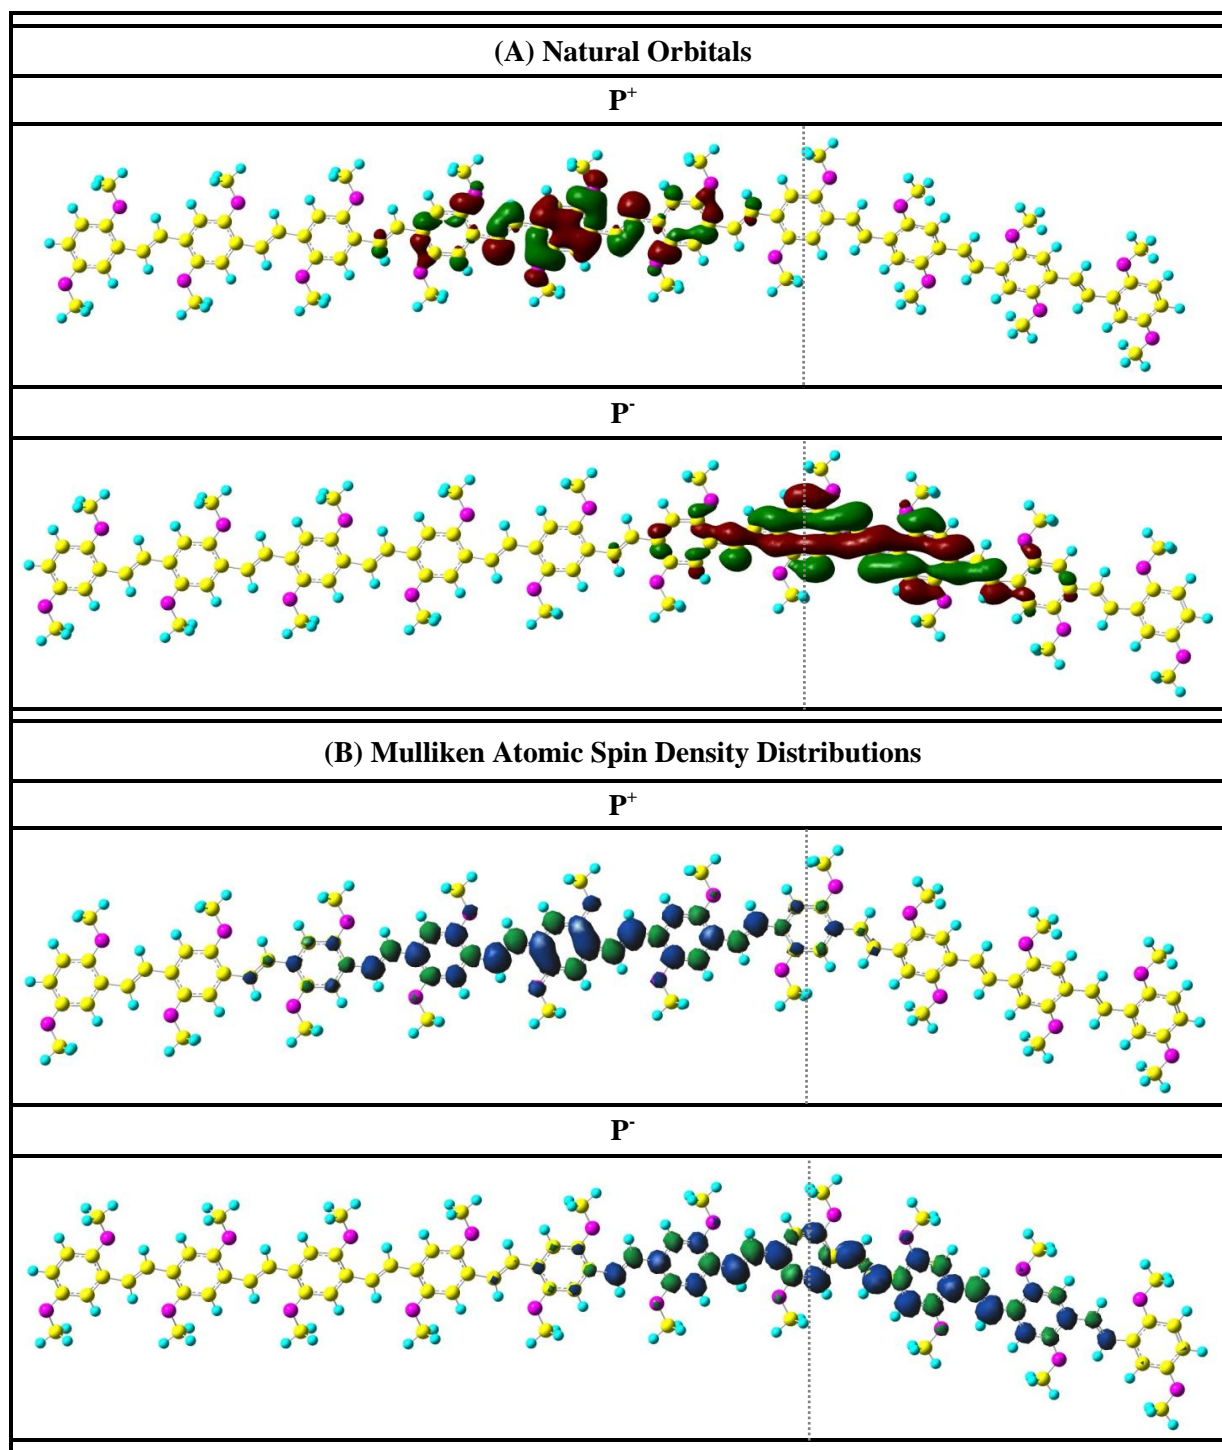 (A) Natural Orbitals
P⁺
P⁻
(B) Mulliken Atomic Spin Density Distributions
P⁺
P⁻